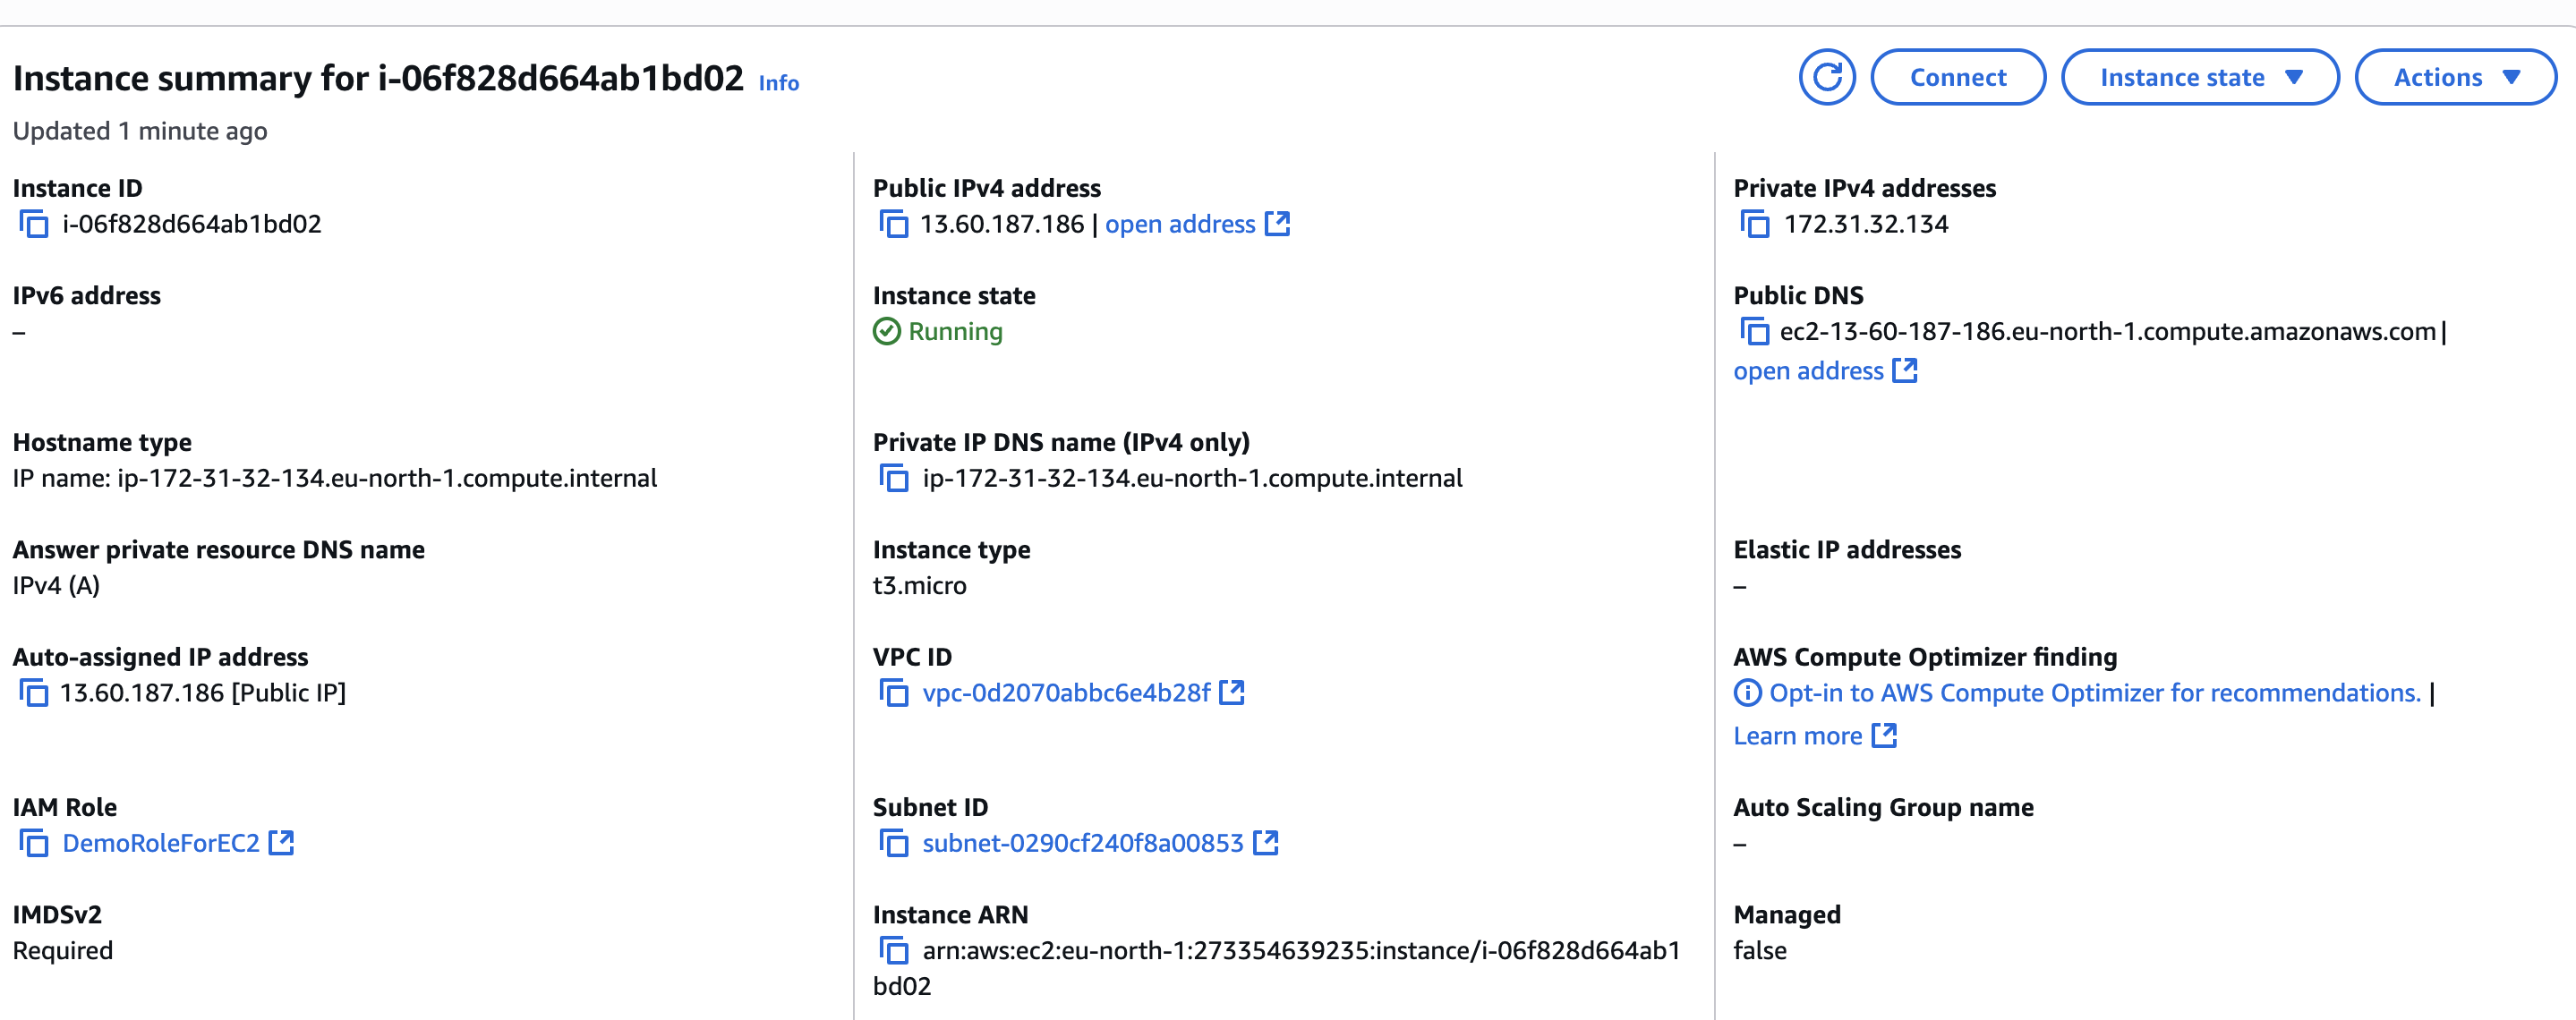 Instance summary for i-06f828d664ab1bd02 Info
Connect
Instance state
Actions
Updated 1 minute ago
Instance ID
i-06f828d664ab1bd02
Public IPv4 address
13.60.187.186 | open address
Private IPv4 addresses
172.31.32.134
IPv6 address
–
Instance state
Running
Public DNS
ec2-13-60-187-186.eu-north-1.compute.amazonaws.com |
open address
Hostname type
IP name: ip-172-31-32-134.eu-north-1.compute.internal
Private IP DNS name (IPv4 only)
ip-172-31-32-134.eu-north-1.compute.internal
Answer private resource DNS name
IPv4 (A)
Instance type
t3.micro
Elastic IP addresses
–
Auto-assigned IP address
13.60.187.186 [Public IP]
VPC ID
vpc-0d2070abbc6e4b28f
AWS Compute Optimizer finding
Opt-in to AWS Compute Optimizer for recommendations. |
Learn more
IAM Role
DemoRoleForEC2
Subnet ID
subnet-0290cf240f8a00853
Auto Scaling Group name
–
IMDSv2
Required
Instance ARN
arn:aws:ec2:eu-north-1:273354639235:instance/i-06f828d664ab1
bd02
Managed
false